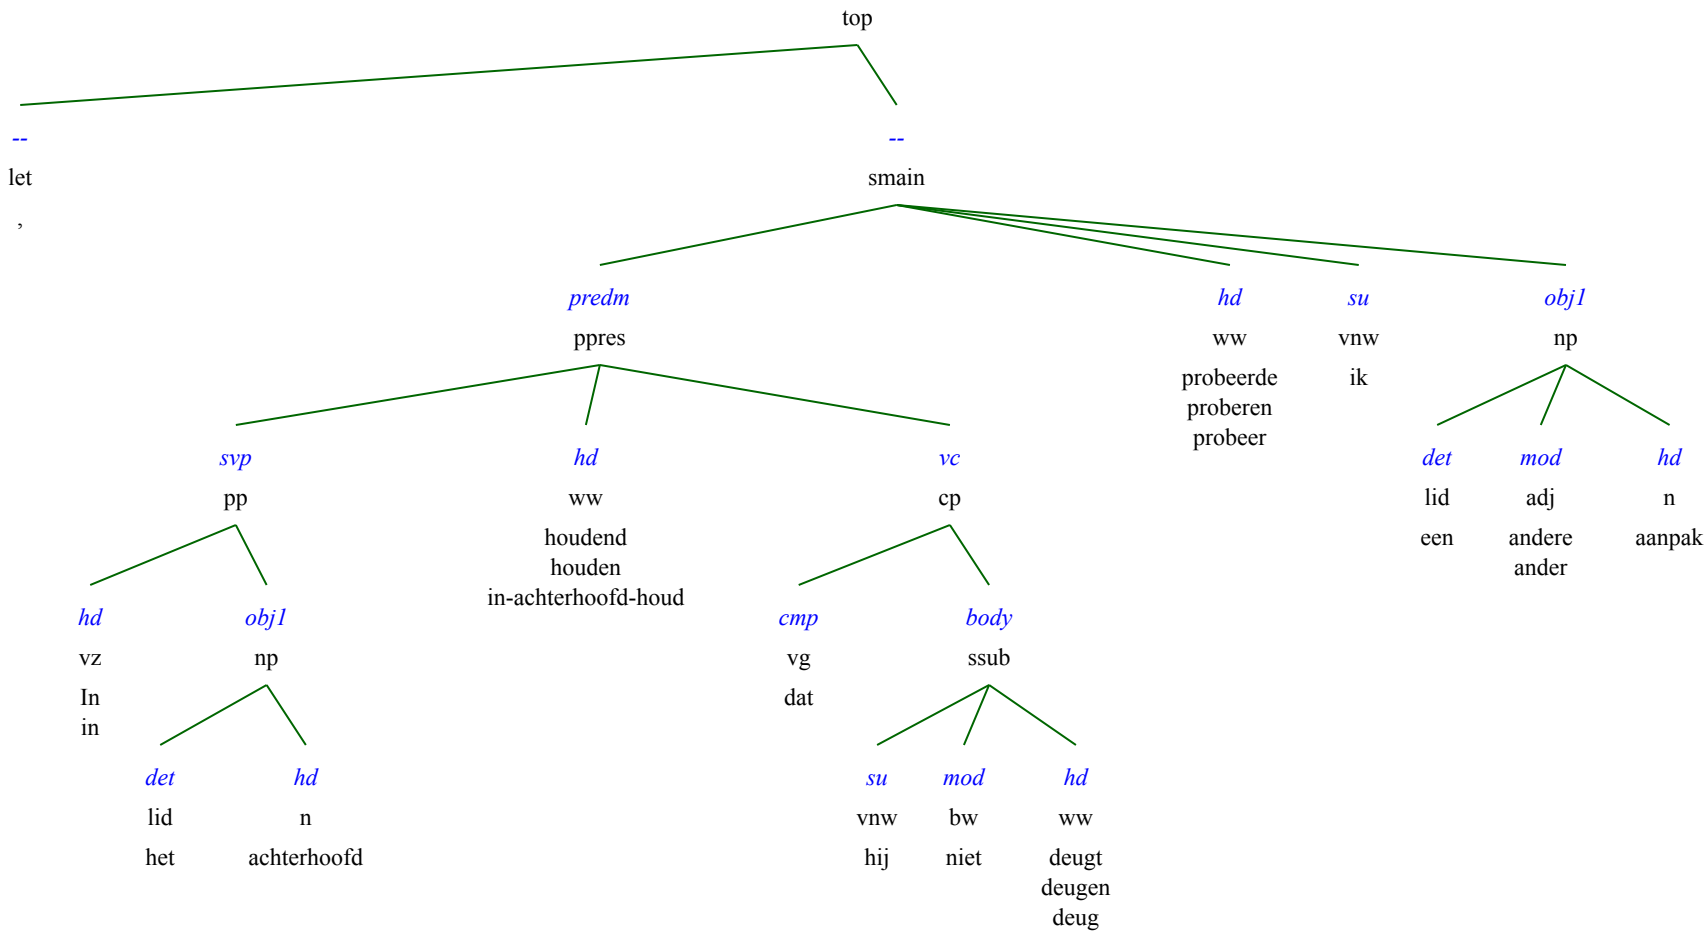 top
-- --
let smain
,
predm hd su obj1
ppres ww vnw np
probeerde ik
proberen
probeer
svp hd vc det mod hd
pp ww cp lid adj n
houdend een andere aanpak
houden ander
in-achterhoofd-houd
hd obj1 cmp body
vz np vg ssub
In dat
in
det hd su mod hd
lid n vnw bw ww
het achterhoofd hij niet deugt
deugen
deug